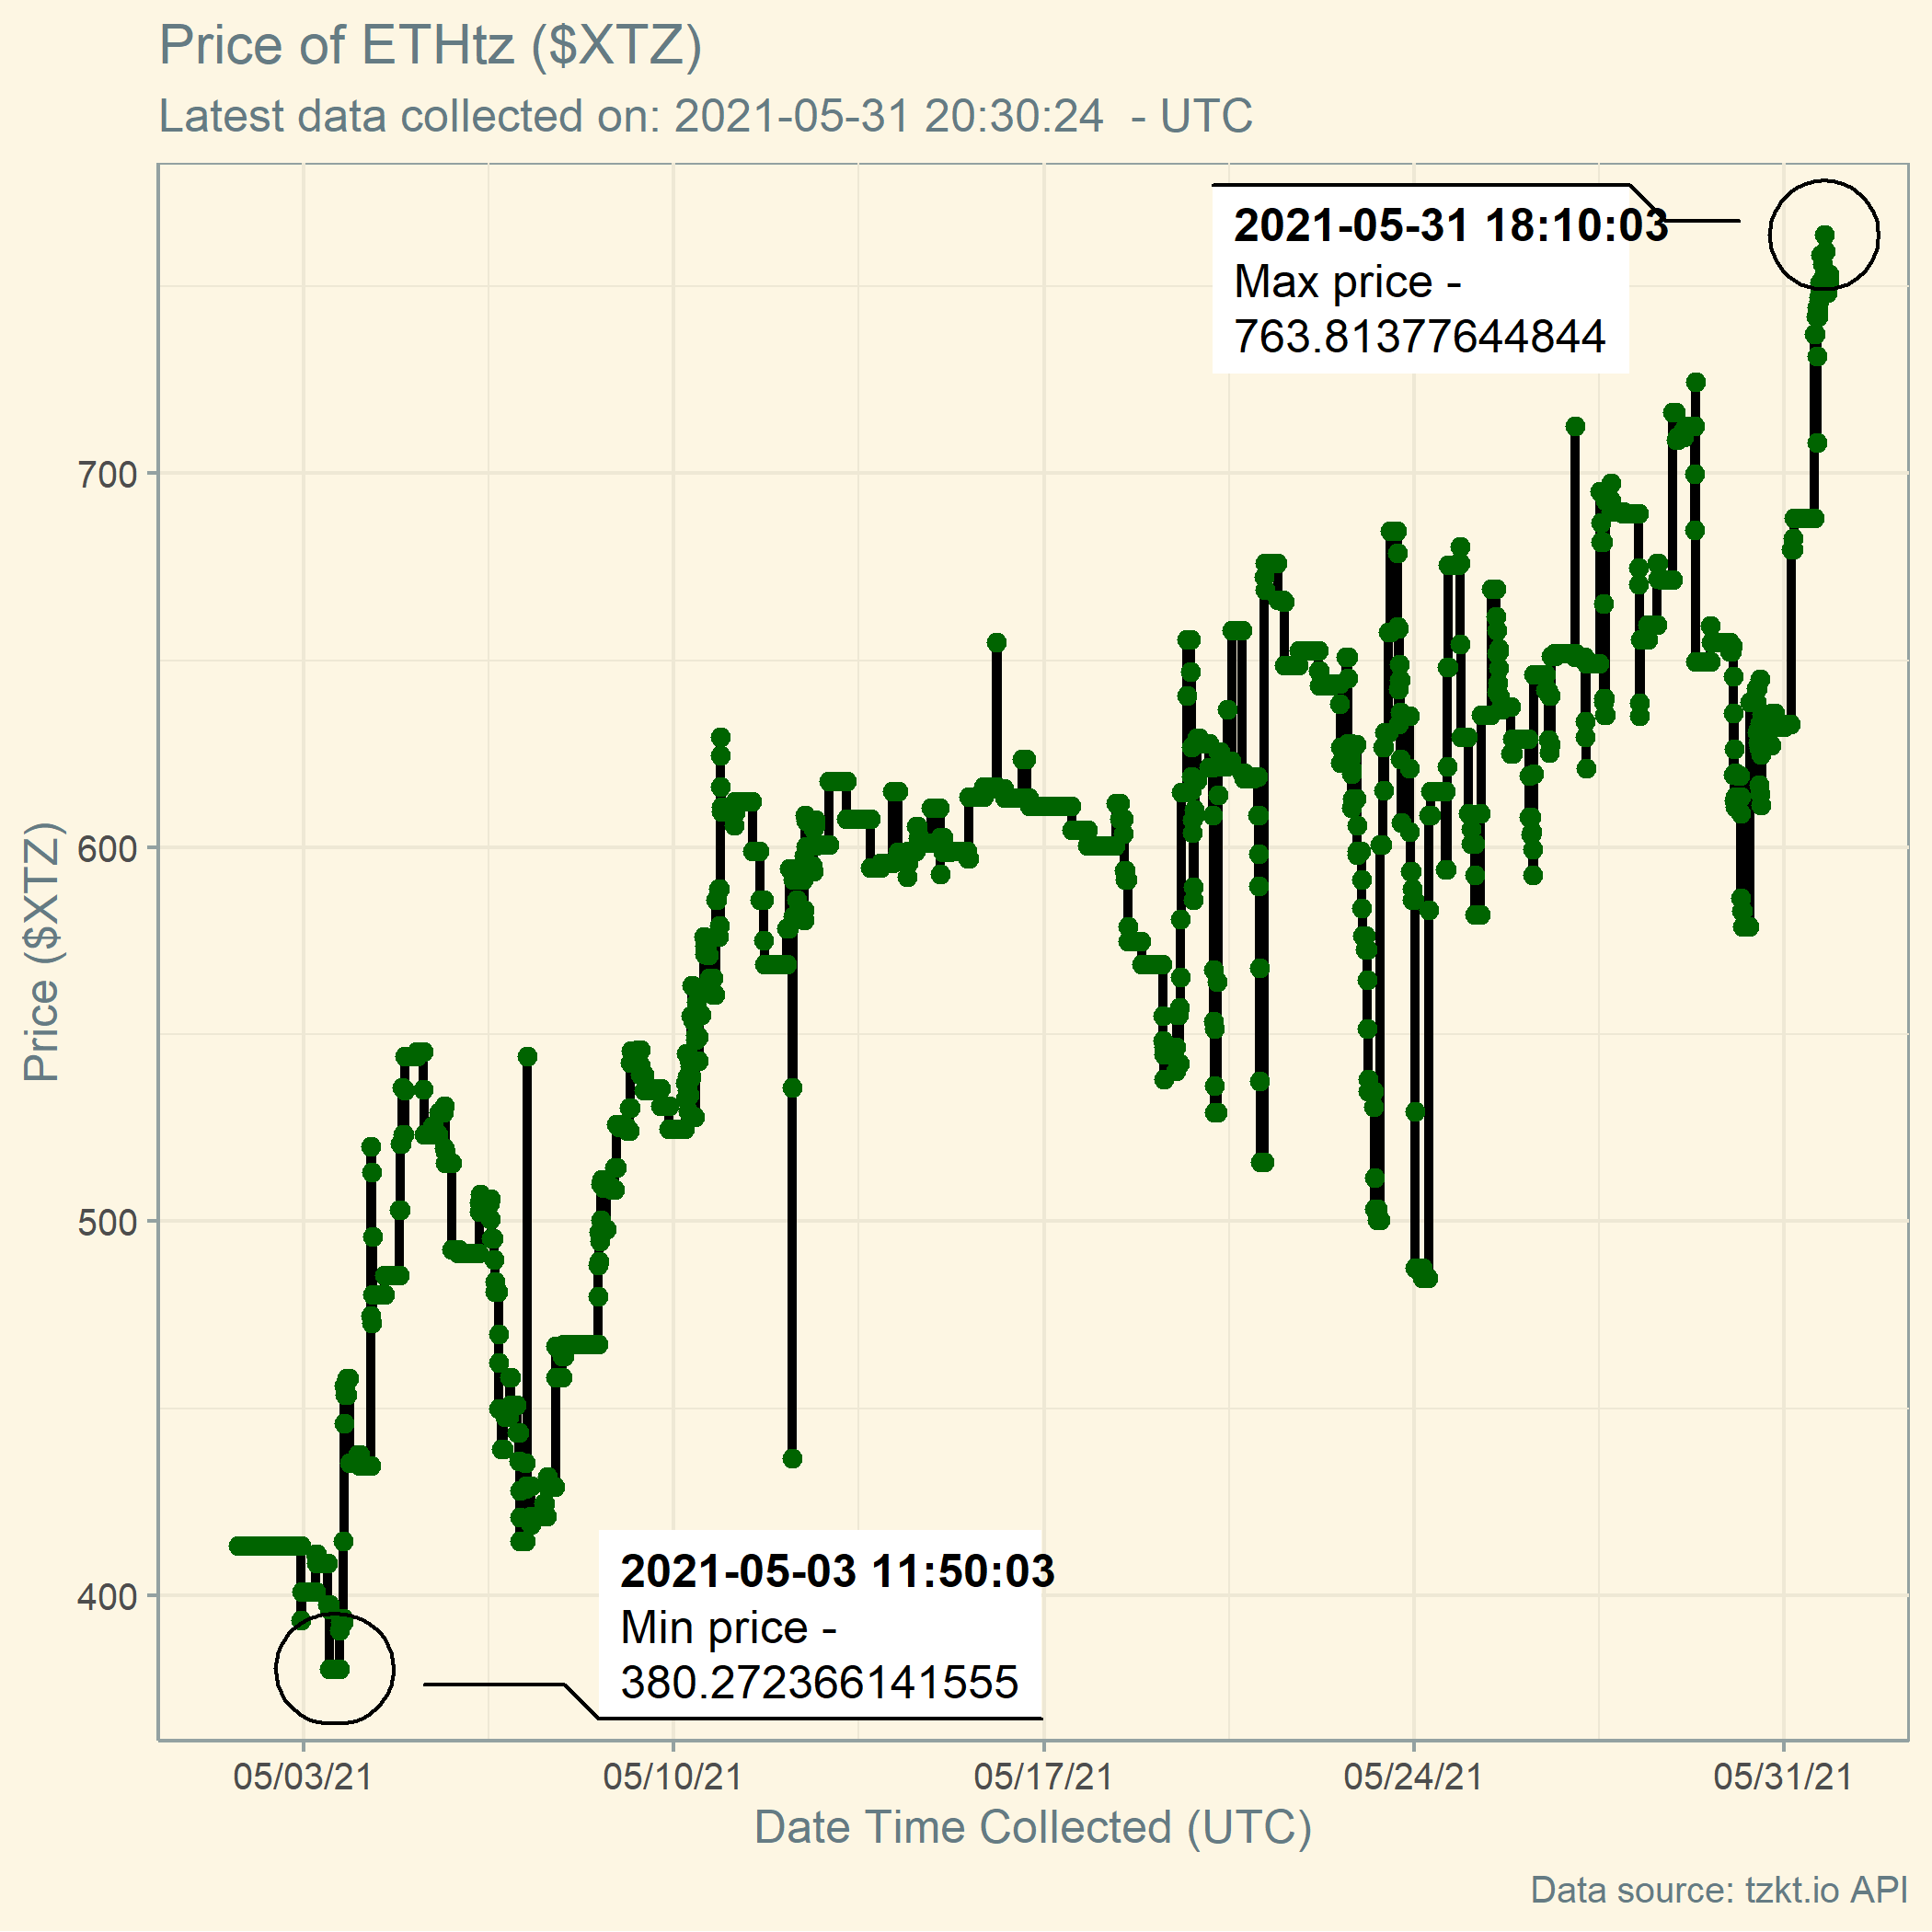 Price of ETHtz ($XTZ)
Latest data collected on: 2021-05-31 20:30:24  - UTC
2021-05-31 18:10:03
Max price -
763.81377644844
700
600
500
400
Price ($XTZ)
2021-05-03 11:50:03
Min price -
380.272366141555
05/03/21
05/10/21
05/17/21
05/24/21
05/31/21
Date Time Collected (UTC)
Data source: tzkt.io API